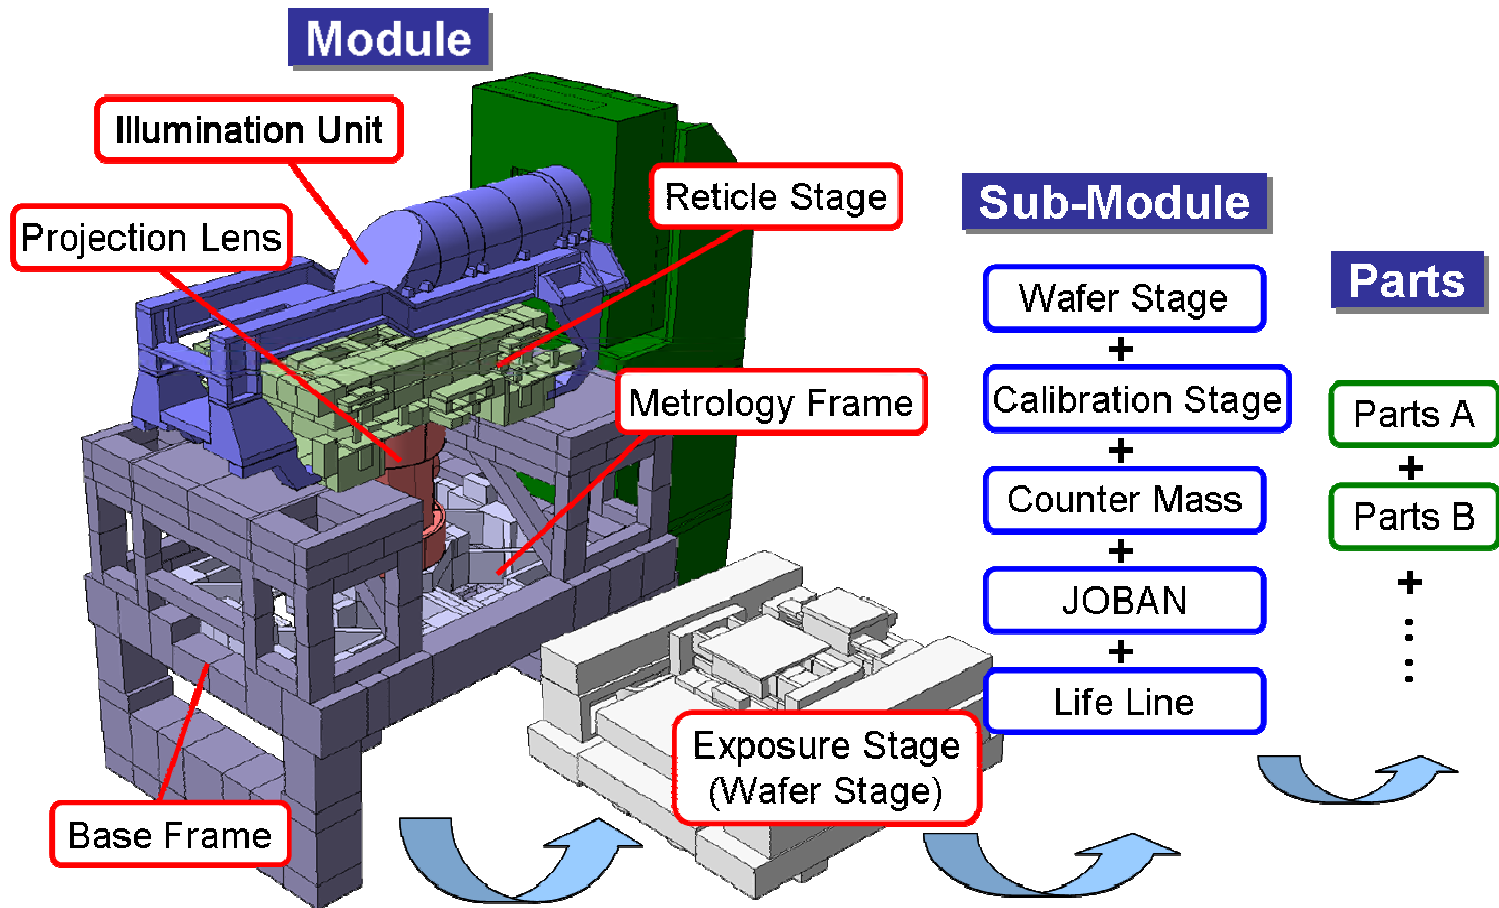 Module
Illumination Unit
Projection Lens
Reticle Stage
Metrology Frame
Base Frame
Exposure Stage
(Wafer Stage)
Sub-Module
Wafer Stage
+
Calibration Stage
+
Counter Mass
+
JOBAN
+
Life Line
Parts
Parts A
+
Parts B
+